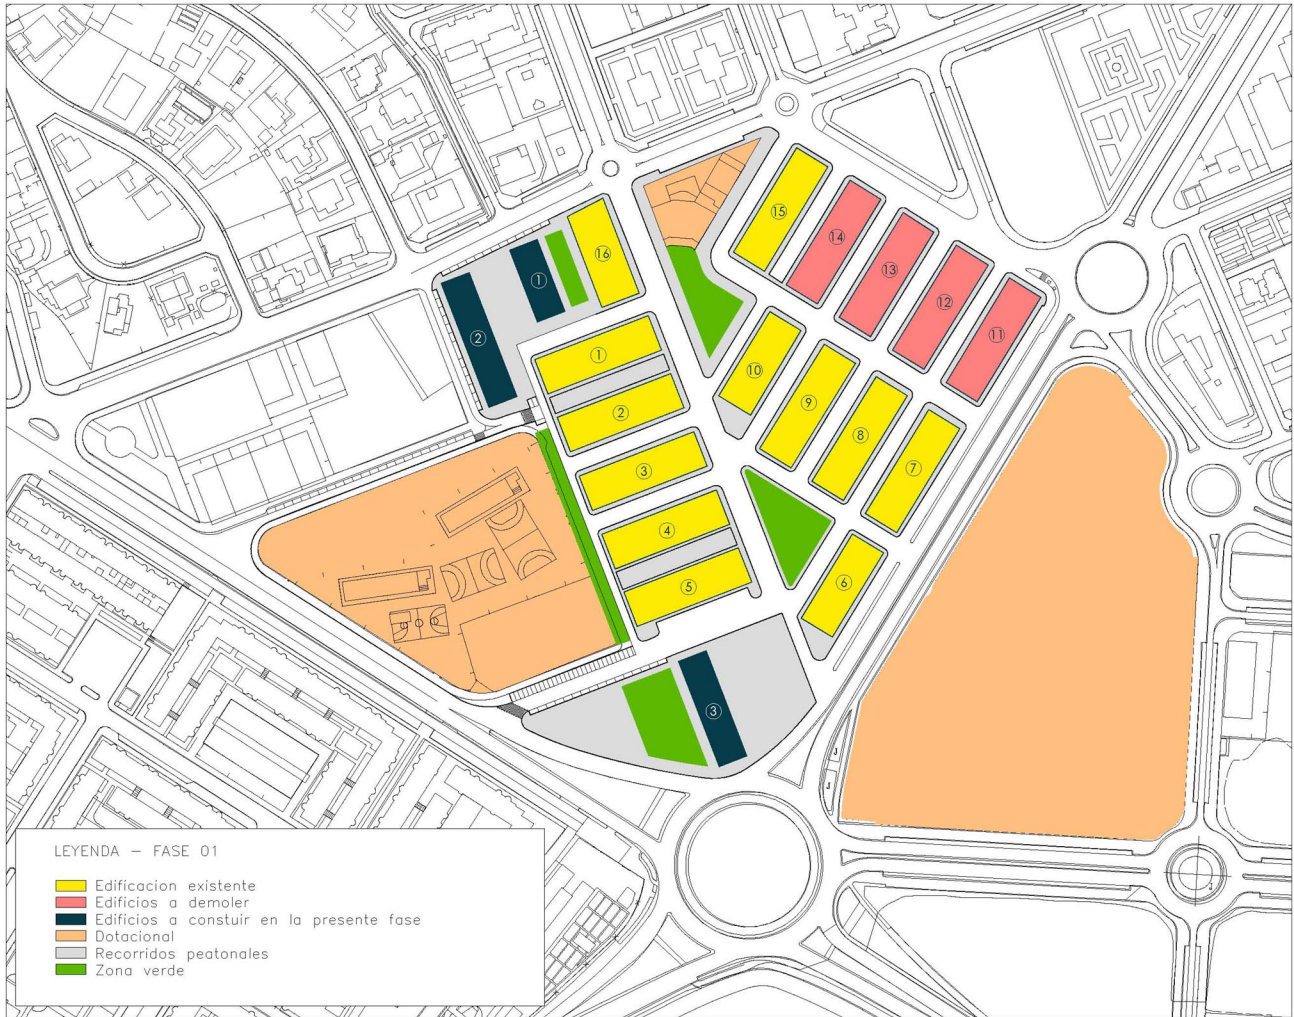 15
14
13
12
11
16
1
2
1
2
3
4
5
10
9
8
7
6
3
LEYENDA – FASE 01
Edificacion existente
Edificios a demoler
Edificios a constuir en la presente fase
Dotacional
Recorridos peatonales
Zona verde